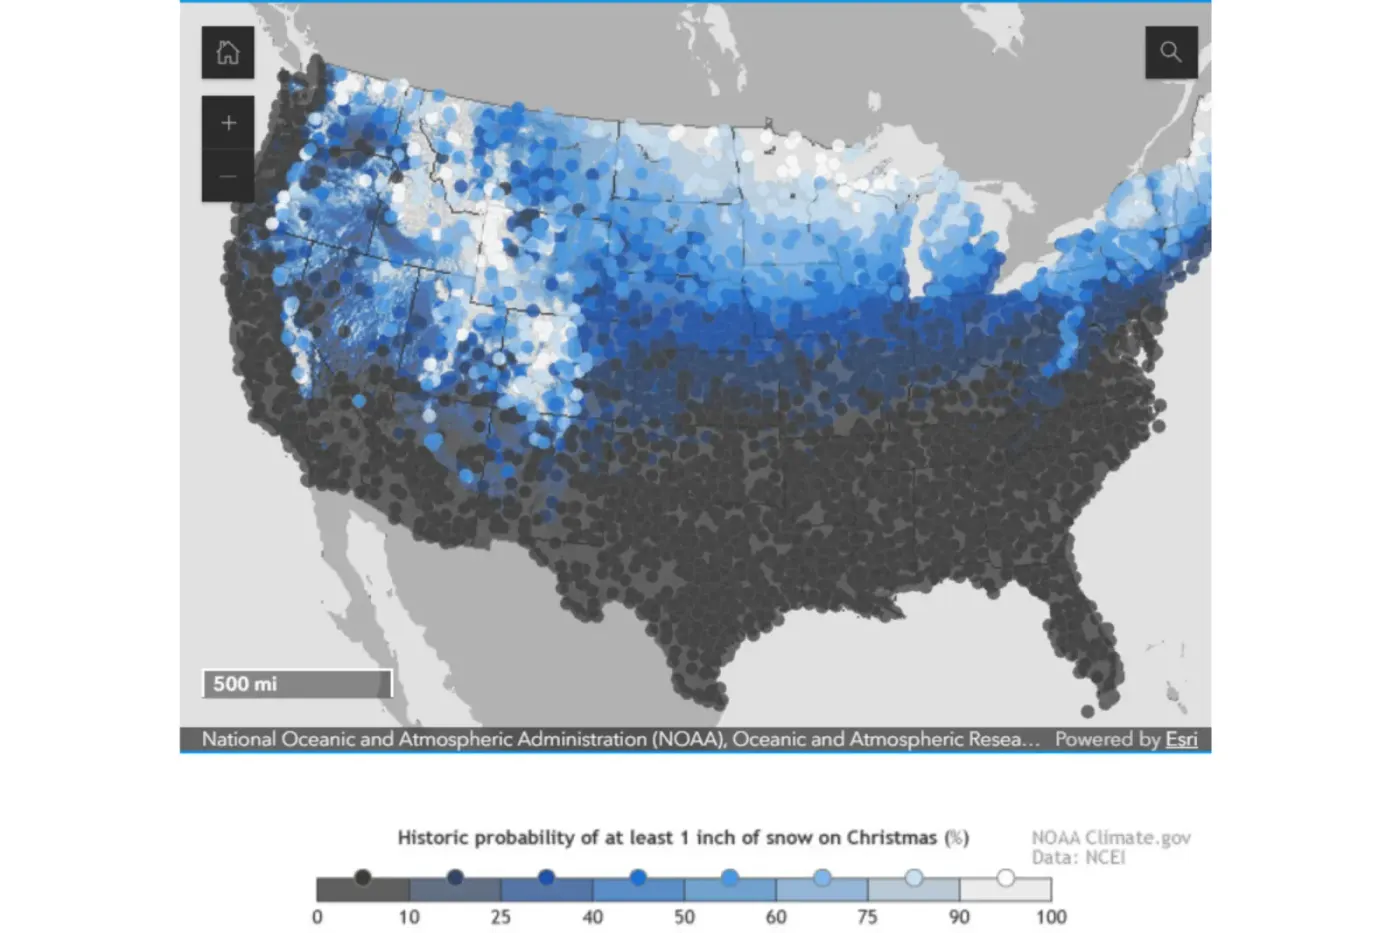 +
−
500 mi
National Oceanic and Atmospheric Administration (NOAA), Oceanic and Atmospheric Resea... Powered by Esri
Historic probability of at least 1 inch of snow on Christmas (%)
NOAA Climate.gov
Data: NCEI
0 10 25 40 50 60 75 90 100